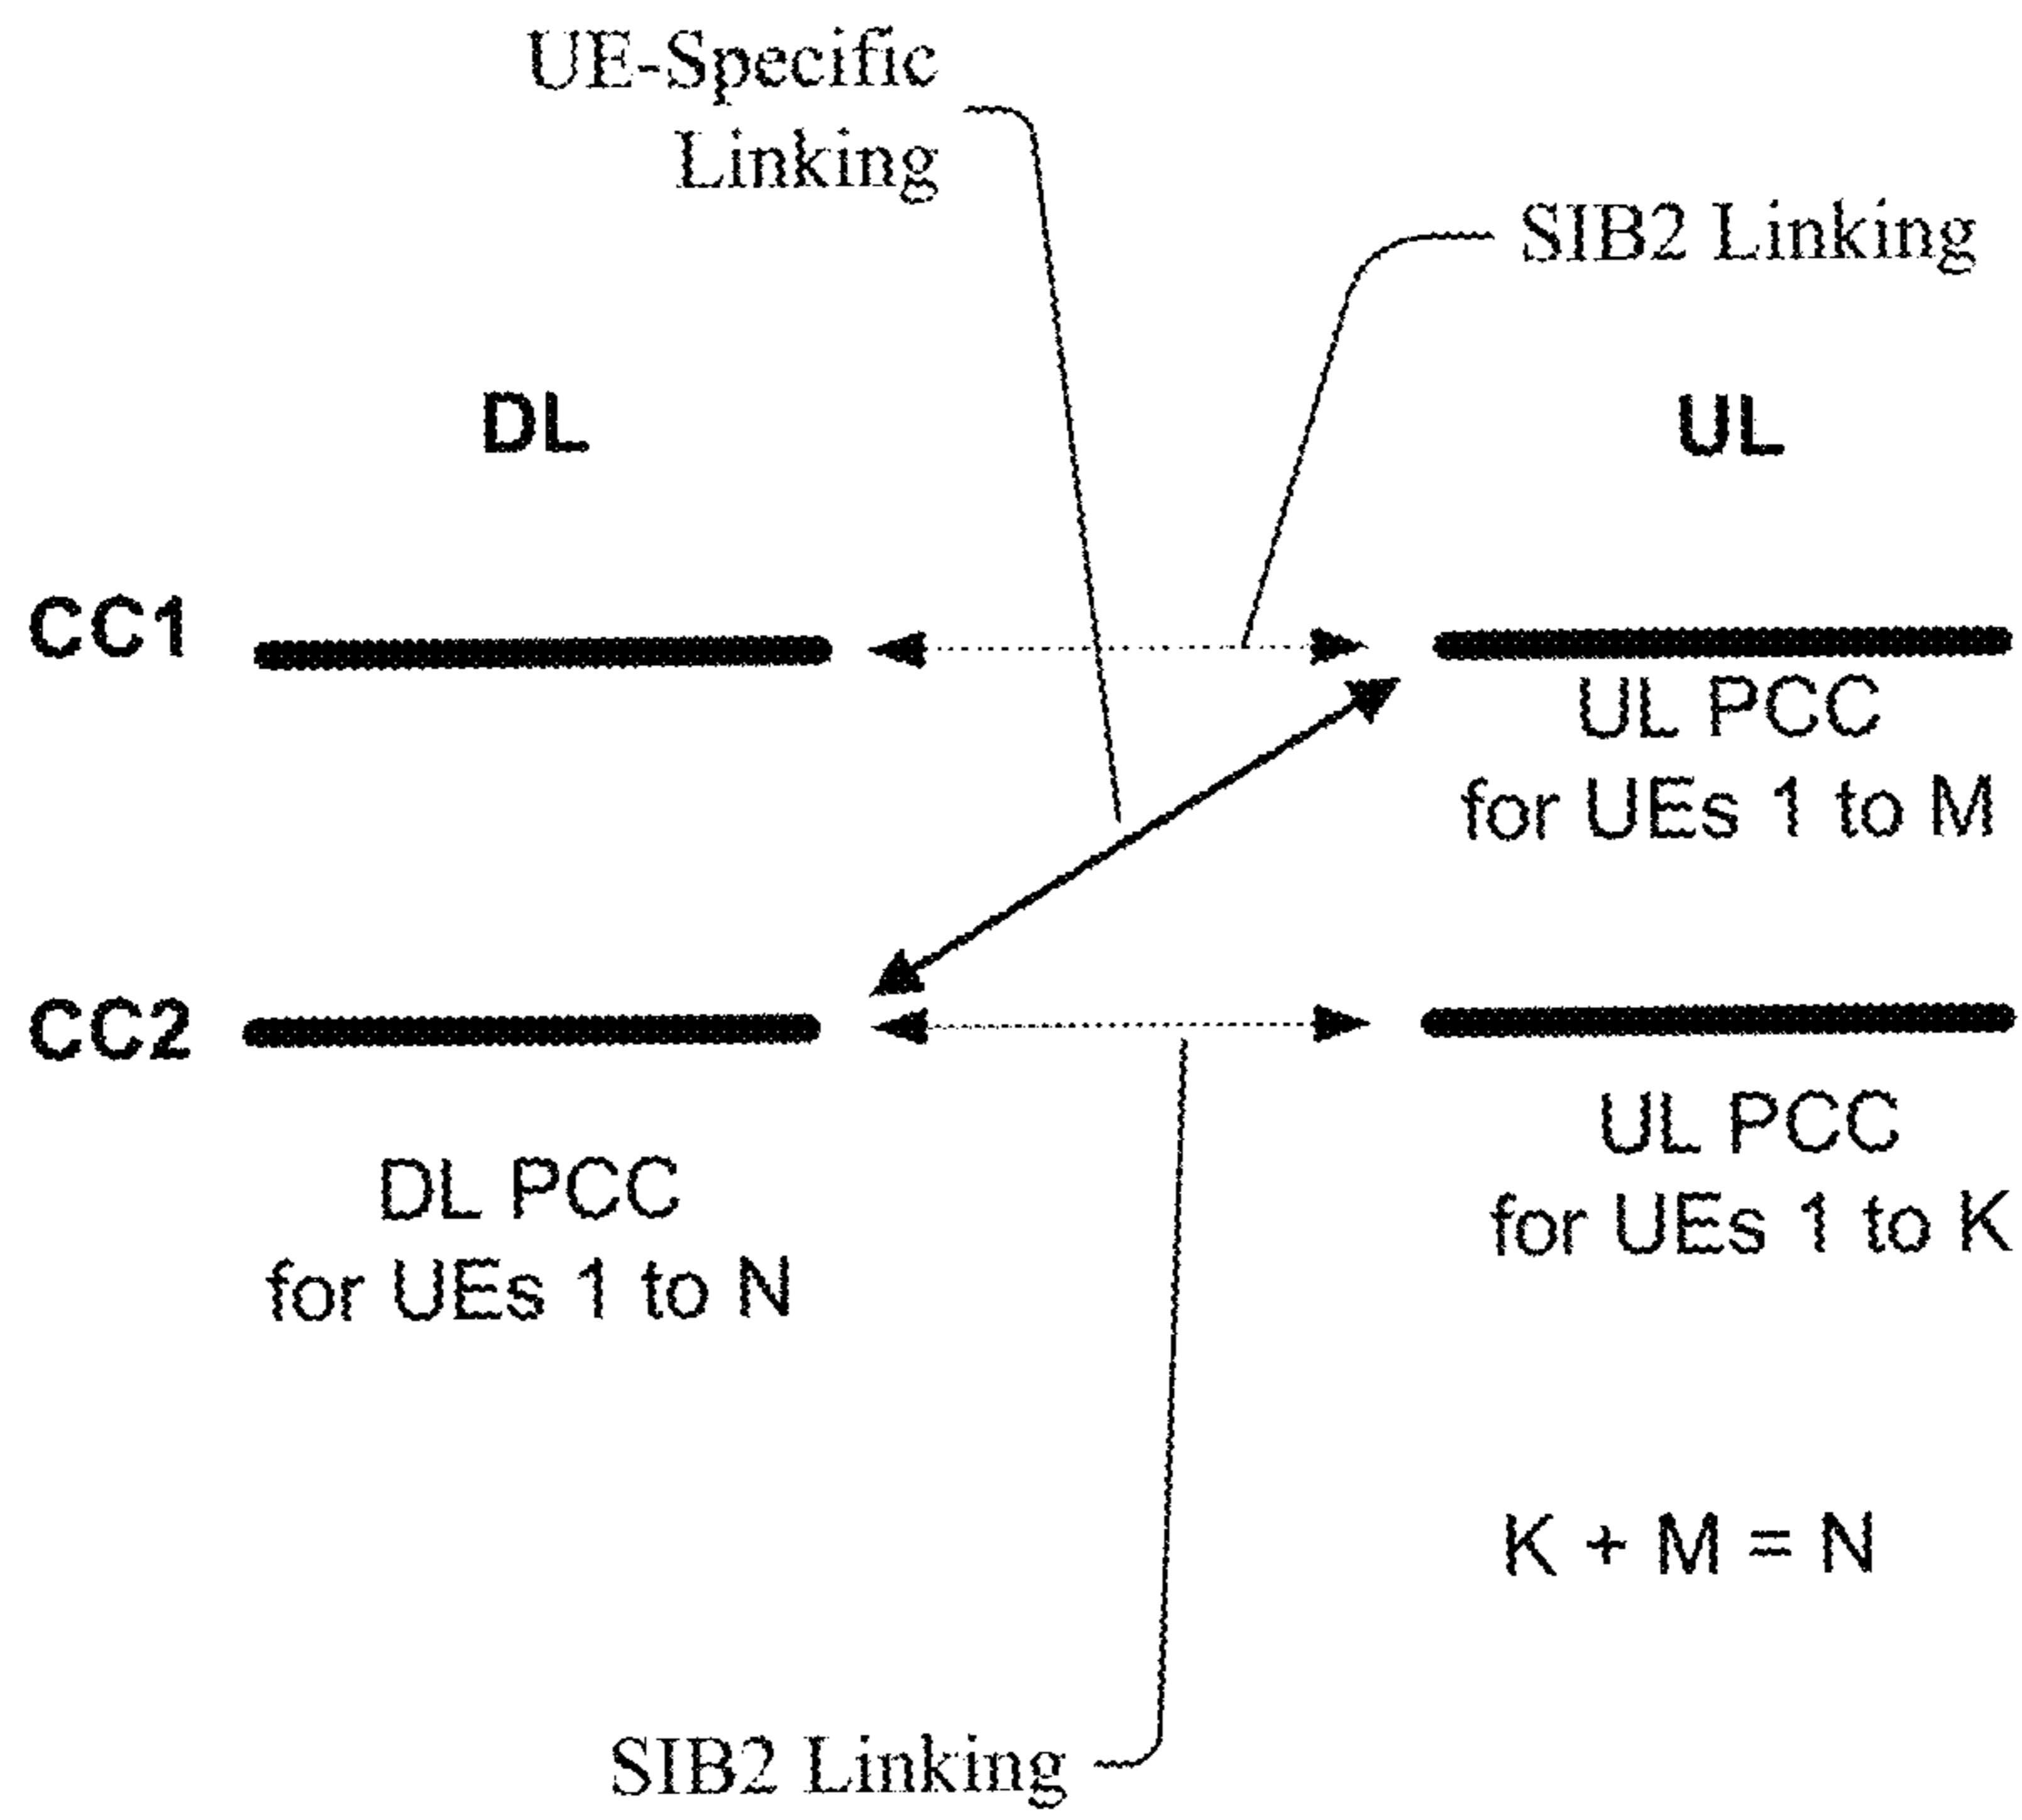 UE-Specific
Linking
SIB2 Linking
DL
UL
CC1
UL PCC
for UEs 1 to M
CC2
DL PCC
for UEs 1 to N
UL PCC
for UEs 1 to K
K + M = N
SIB2 Linking